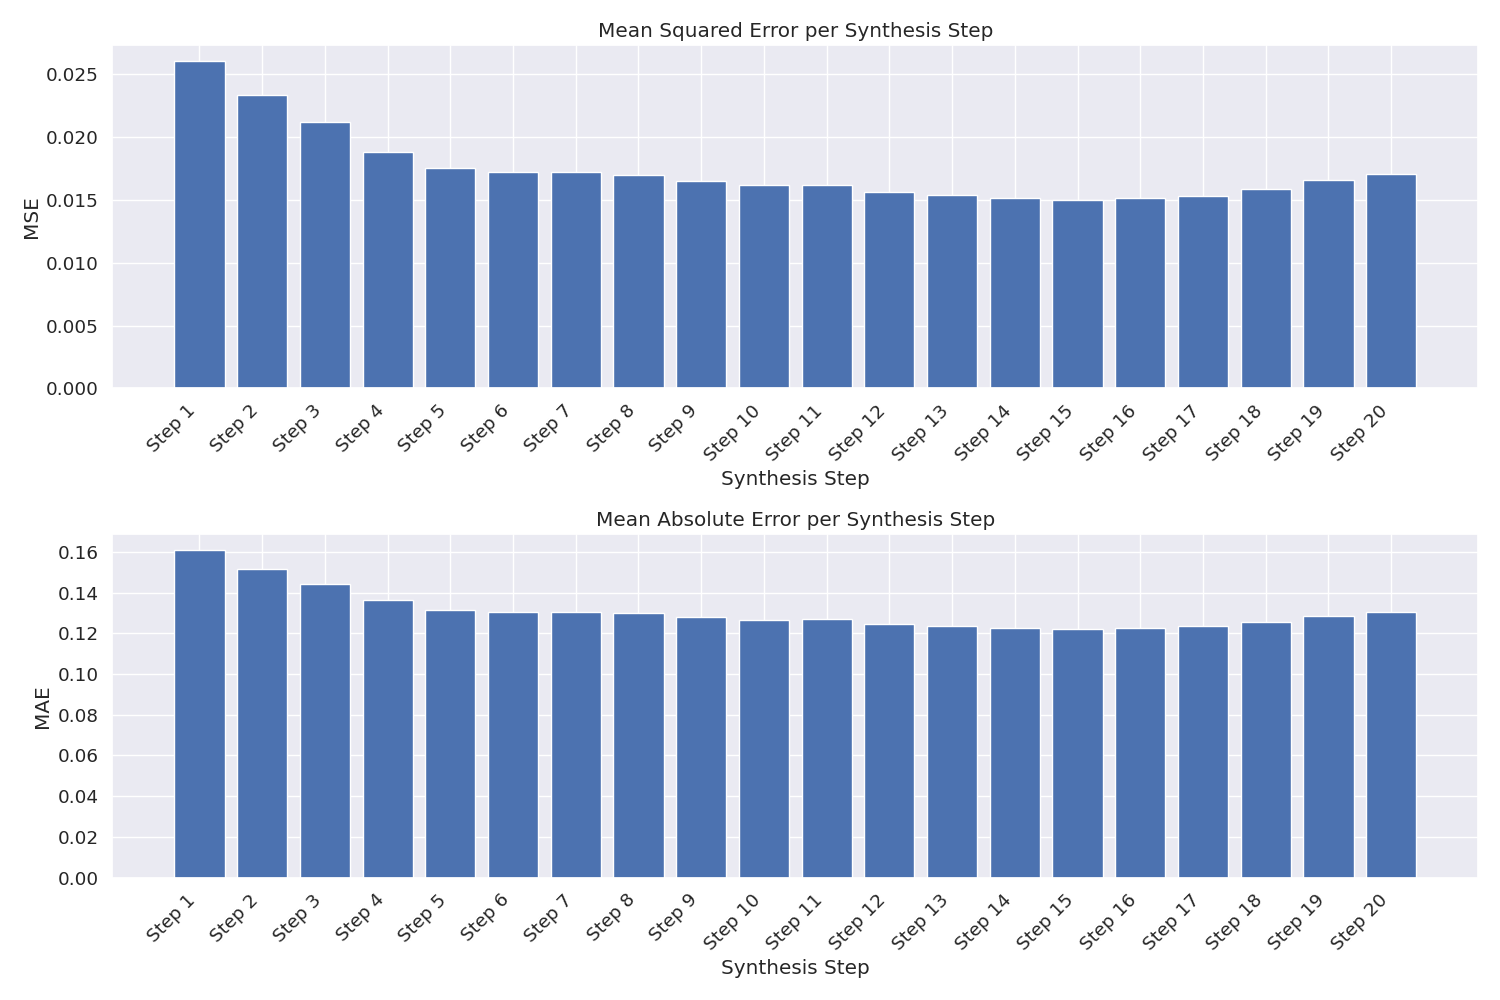 Mean Squared Error per Synthesis Step
MSE
0.025
0.020
0.015
0.010
0.005
0.000
Step 1
Step 2
Step 3
Step 4
Step 5
Step 6
Step 7
Step 8
Step 9
Step 10
Step 11
Step 12
Step 13
Step 14
Step 15
Step 16
Step 17
Step 18
Step 19
Step 20
Synthesis Step
Mean Absolute Error per Synthesis Step
MAE
0.16
0.14
0.12
0.10
0.08
0.06
0.04
0.02
0.00
Step 1
Step 2
Step 3
Step 4
Step 5
Step 6
Step 7
Step 8
Step 9
Step 10
Step 11
Step 12
Step 13
Step 14
Step 15
Step 16
Step 17
Step 18
Step 19
Step 20
Synthesis Step